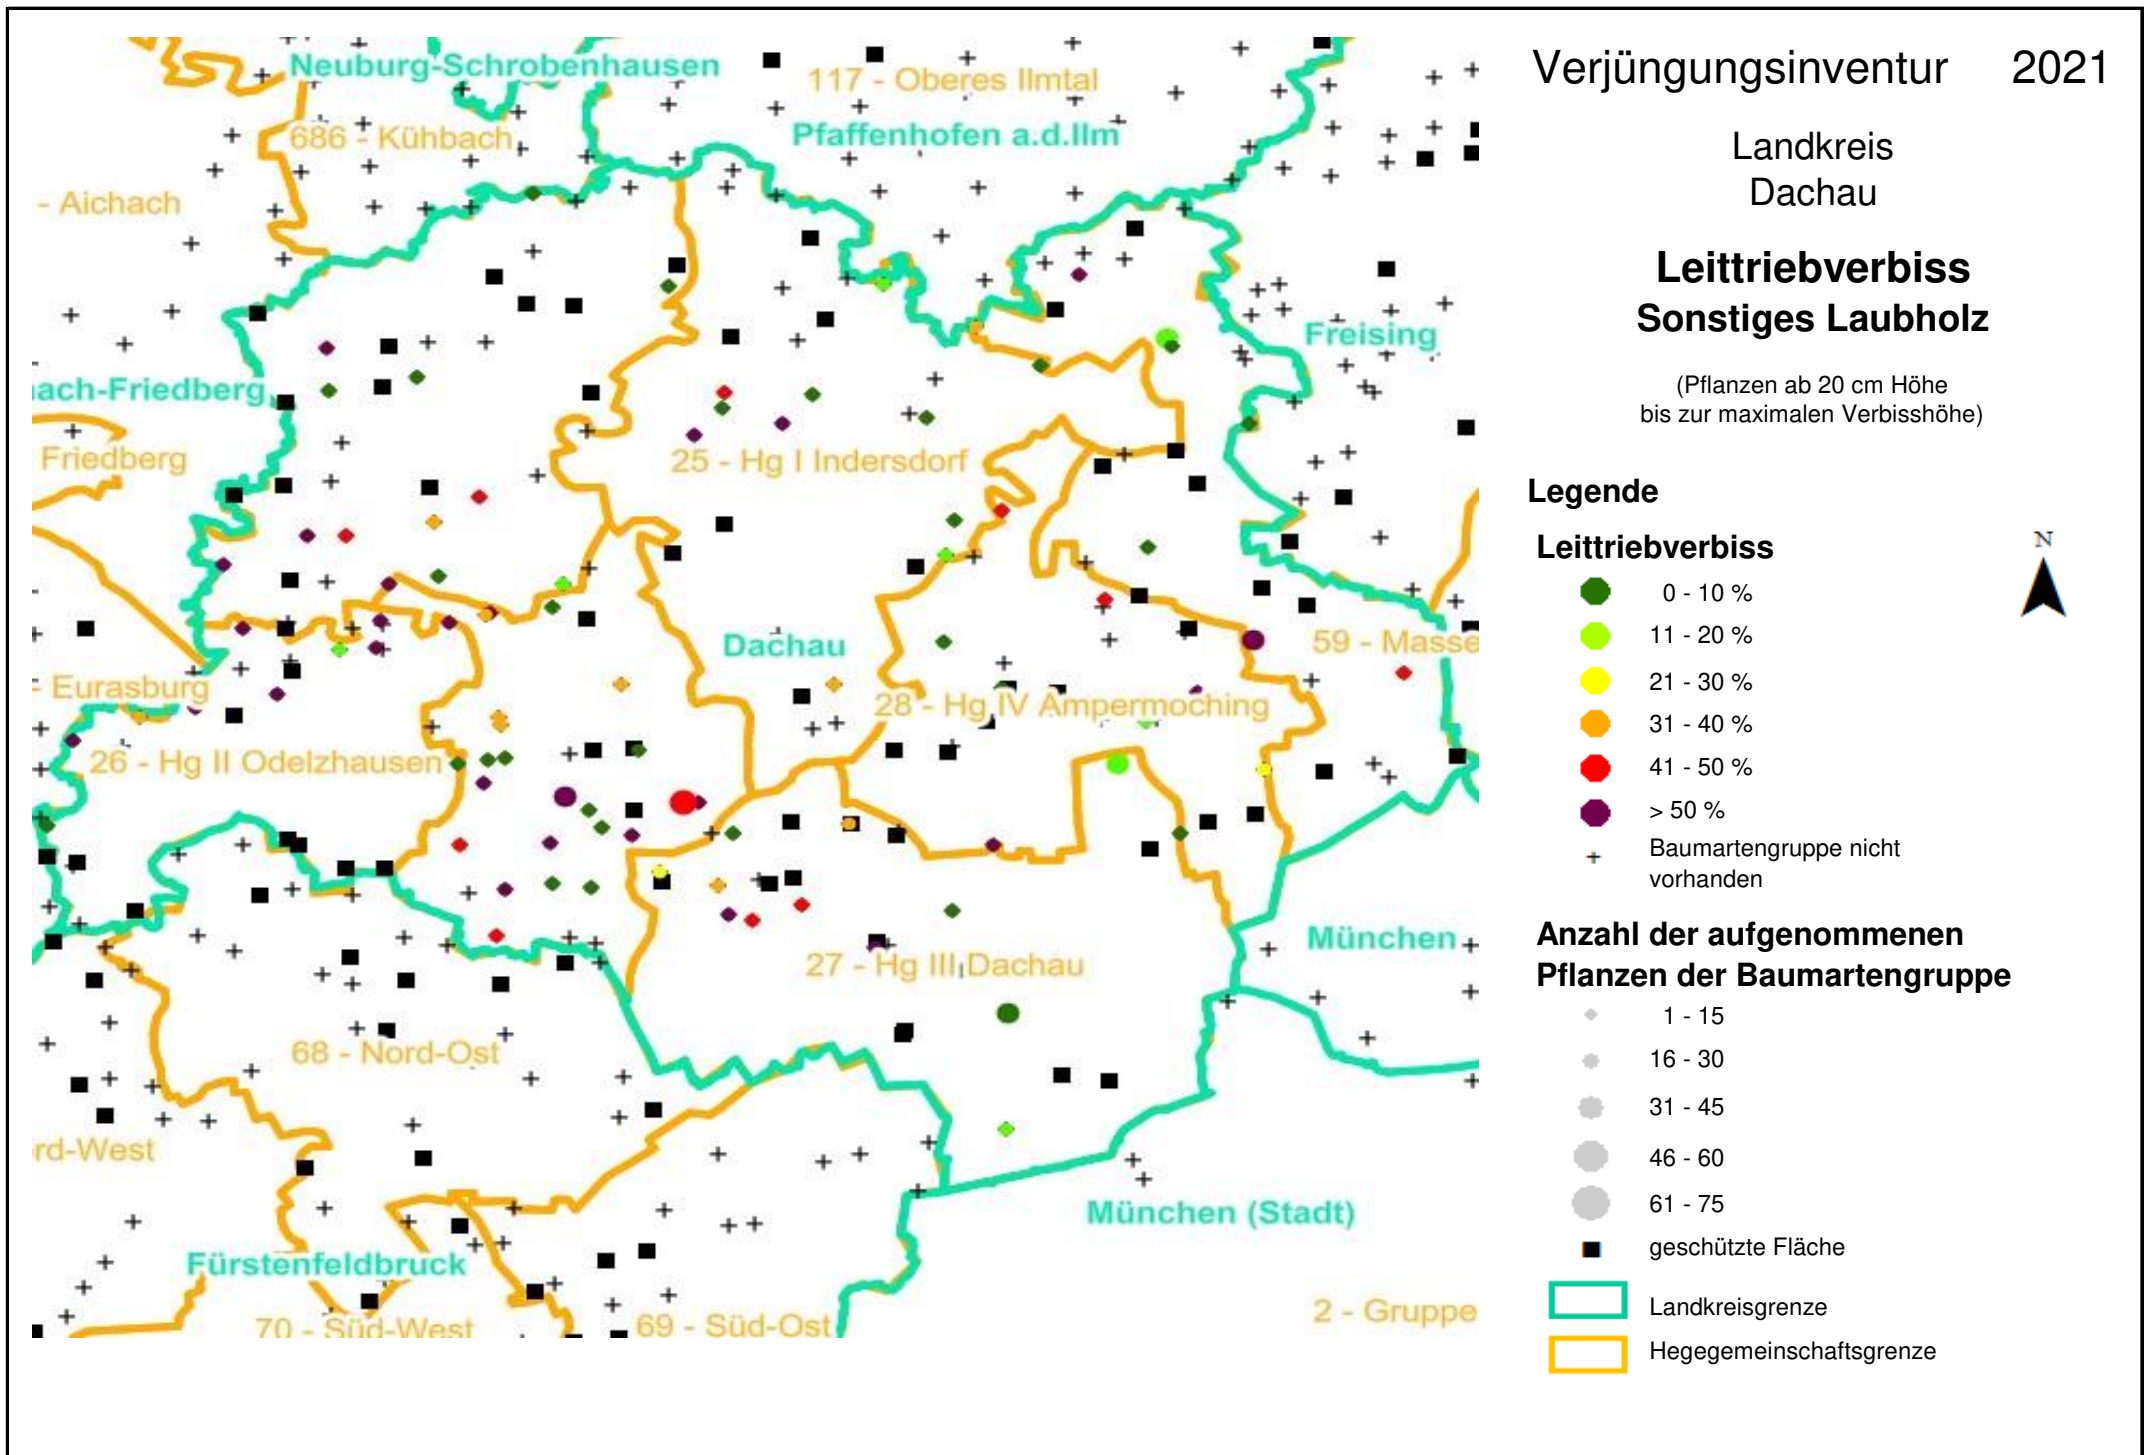 Verjüngungsinventur 2021
Landkreis
Dachau
Leittriebverbiss
Sonstiges Laubholz
(Pflanzen ab 20 cm Höhe
bis zur maximalen Verbisshöhe)
Legende
Leittriebverbiss
0 - 10 %
11 - 20 %
21 - 30 %
31 - 40 %
41 - 50 %
> 50 %
Baumartengruppe nicht
vorhanden
Anzahl der aufgenommenen
Pflanzen der Baumartengruppe
1 - 15
16 - 30
31 - 45
46 - 60
61 - 75
geschützte Fläche
Landkreisgrenze
Hegegemeinschaftsgrenze
N
Neuburg-Schrobenhausen
117 - Oberes Ilmtal
686 - Kühbach
Pfaffenhofen a.d.Ilm
- Aichach
Freising
ach-Friedberg
Friedberg
25 - Hg I Indersdorf
Dachau
59 - Masse
- Eurasburg
28 - Hg IV Ampermoching
26 - Hg II Odelzhausen
München
27 - Hg III Dachau
68 - Nord-Ost
rd-West
München (Stadt)
Fürstenfeldbruck
2 - Gruppe
70 - Süd-West
69 - Süd-Ost